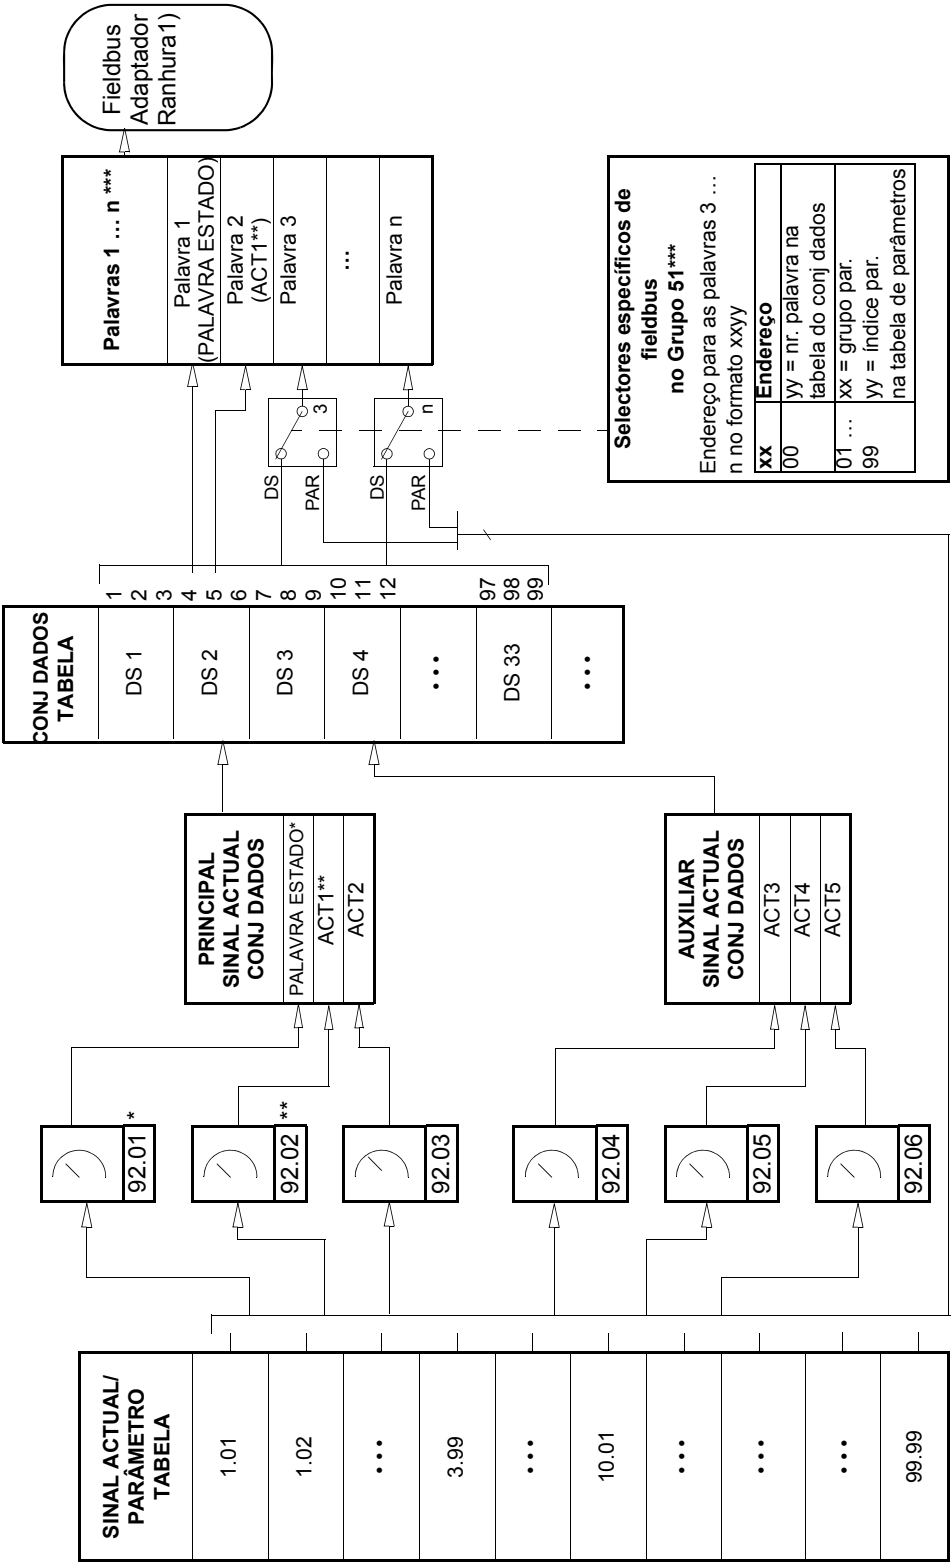 SINAL ACTUAL/
PARÂMETRO
TABELA
1.01
1.02
...
3.99
...
10.01
...
...
...
99.99
92.01
*
92.02
**
92.03
92.04
92.05
92.06
PRINCIPAL
SINAL ACTUAL
CONJ DADOS
PALAVRA ESTADO*
ACT1**
ACT2
AUXILIAR
SINAL ACTUAL
CONJ DADOS
ACT3
ACT4
ACT5
CONJ DADOS
TABELA
DS 1
DS 2
DS 3
DS 4
...
DS 33
...
1
2
3
4
5
6
7
8
9
10
11
12
97
98
99
DS
PAR
3
DS
PAR
n
Palavras 1 ... n ***
Palavra 1
(PALAVRA ESTADO)
Palavra 2
(ACT1**)
Palavra 3
...
Palavra n
Fieldbus
Adaptador
Ranhura1)
Selectores específicos de
fieldbus
no Grupo 51***
Endereço para as palavras 3 ...
n no formato xxyy
xx Endereço
00 yy = nr. palavra na
tabela do conj dados
01 ... xx = grupo par.
99 yy = índice par.
na tabela de parâmetros